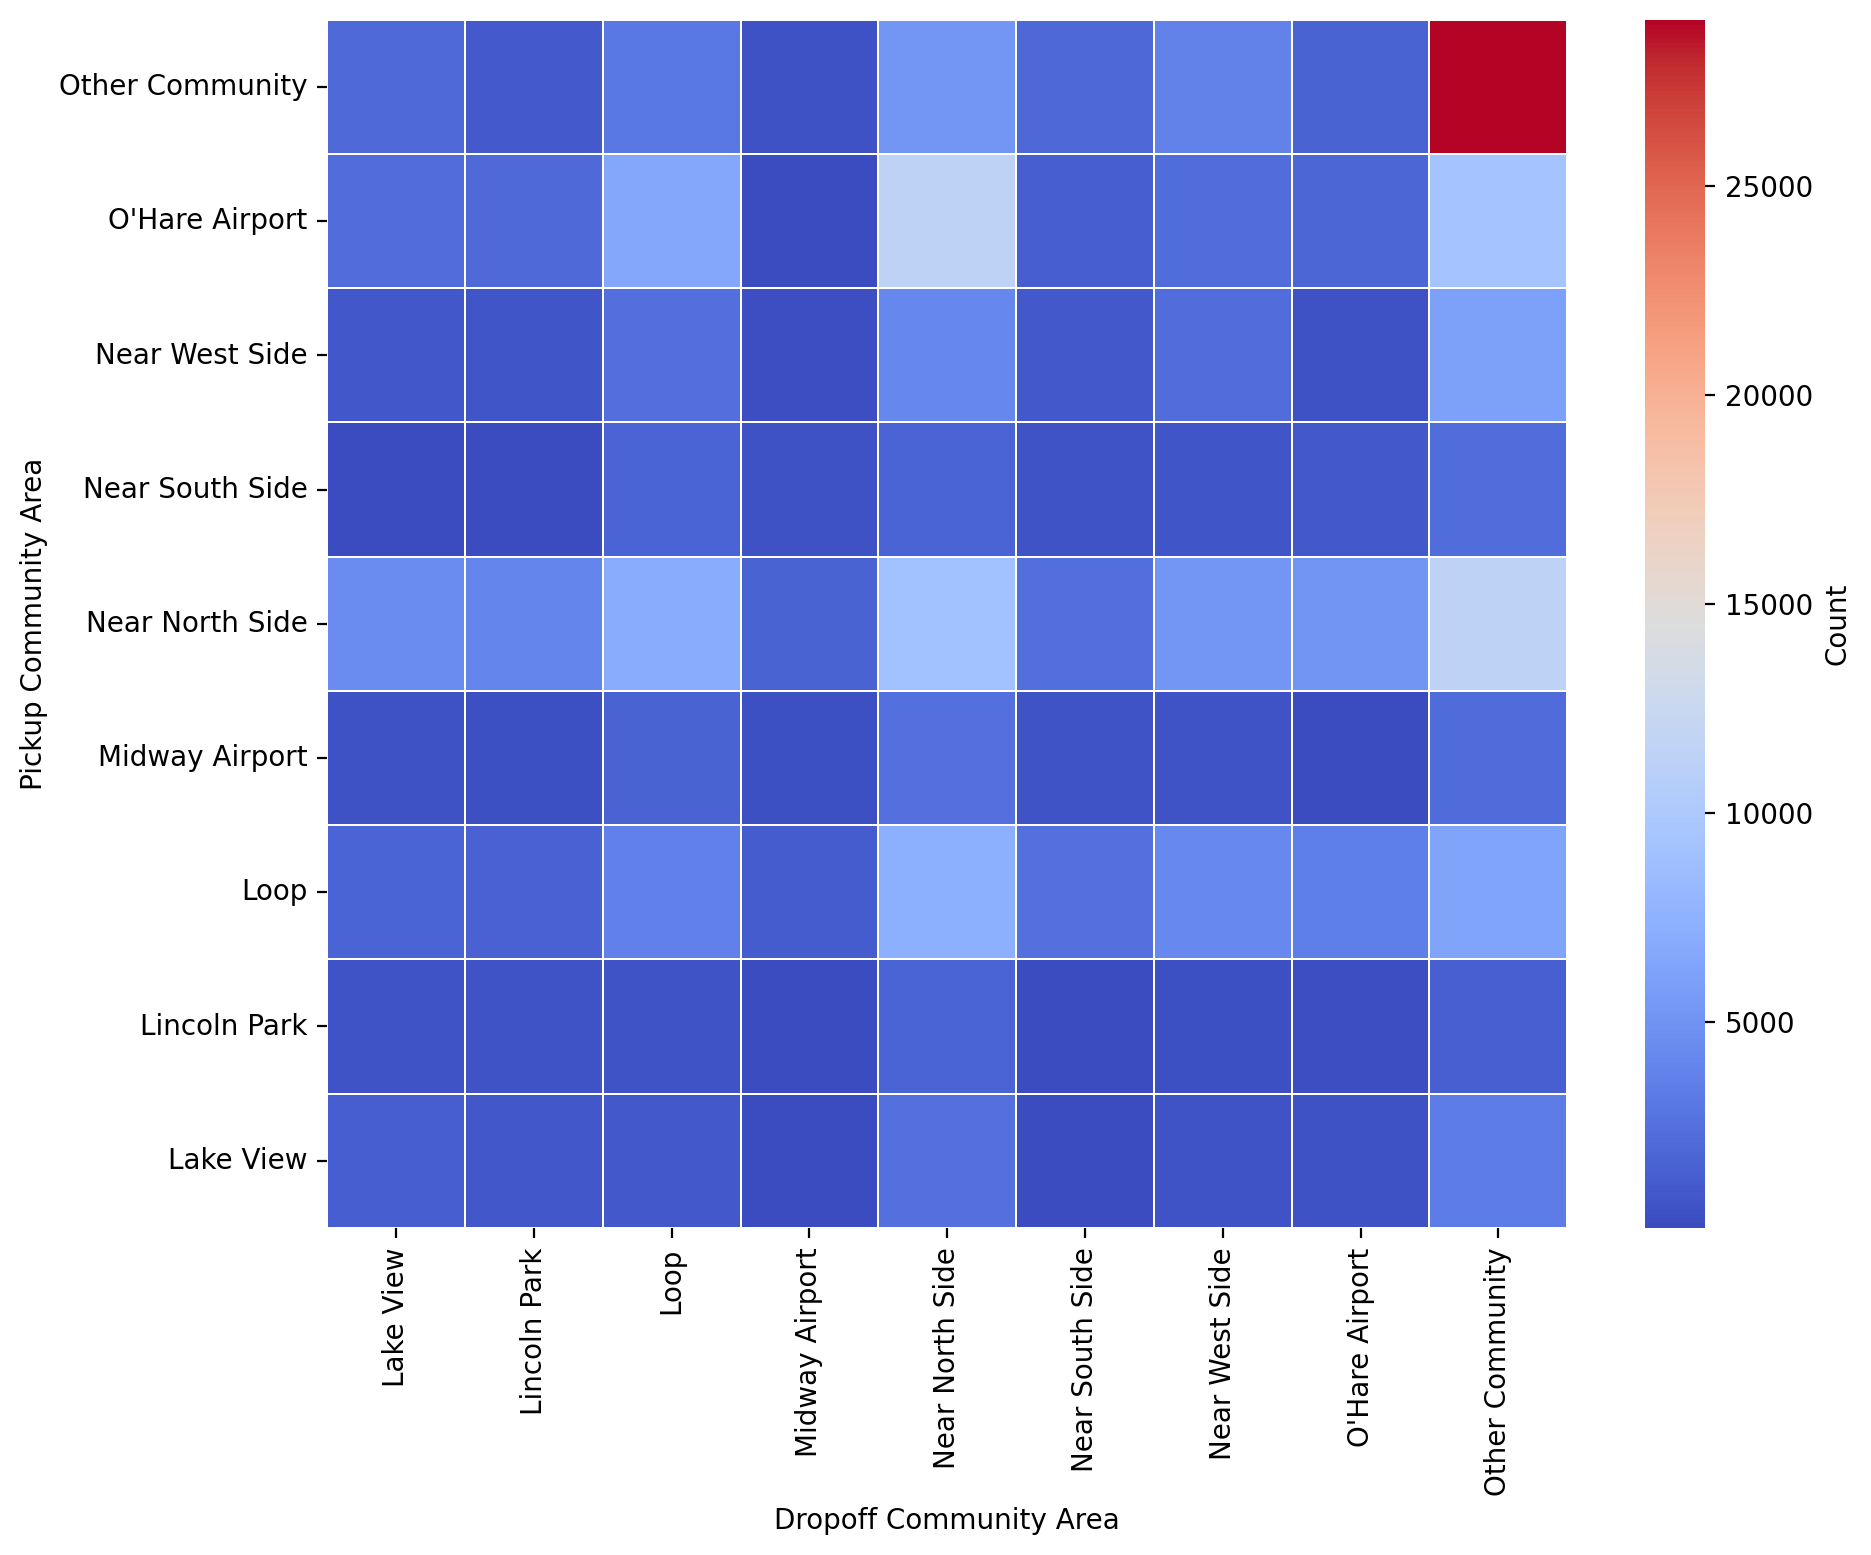 Other Community
O'Hare Airport
Near West Side
Near South Side
Near North Side
Midway Airport
Loop
Lincoln Park
Lake View
Pickup Community Area
Lake View
Lincoln Park
Loop
Midway Airport
Near North Side
Near South Side
Near West Side
O'Hare Airport
Other Community
Dropoff Community Area
25000
20000
15000
10000
5000
Count